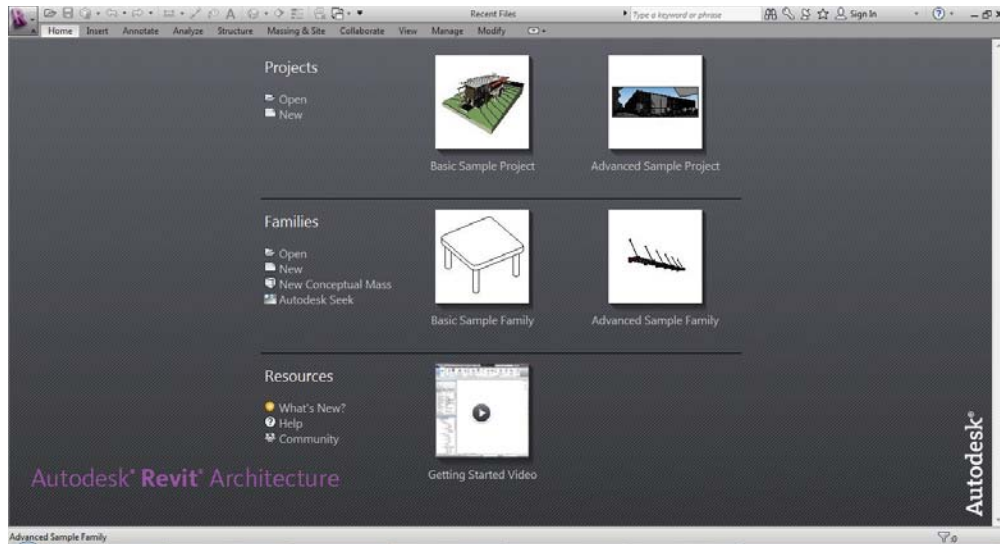 Recent Files
Type a keyword or phrase
Sign In
Home Insert Annotate Analyze Structure Massing & Site Collaborate View Manage Modify
Projects
Open
New
Basic Sample Project
Advanced Sample Project
Families
Open
New
New Conceptual Mass
Autodesk Seek
Basic Sample Family
Advanced Sample Family
Resources
What's New?
Help
Community
Getting Started Video
Autodesk® Revit® Architecture
Autodesk®
Advanced Sample Family
:0